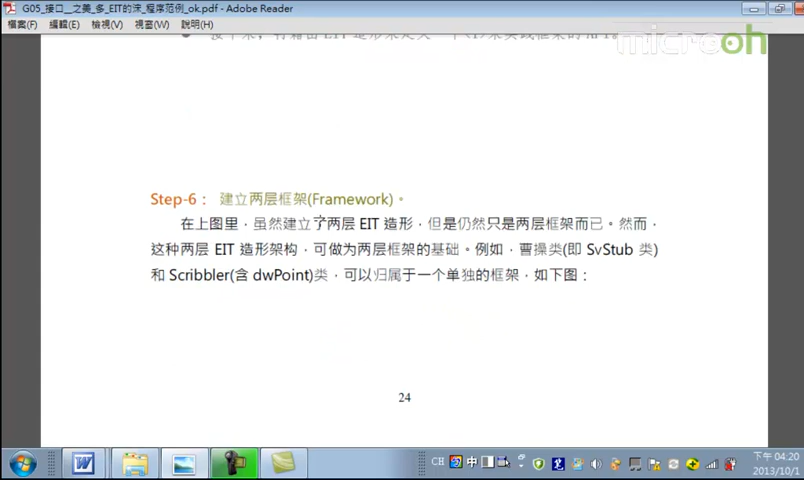 G05_接口__之美_多_EIT的沫_程序范例_ok.pdf - Adobe Reader
檔案(F) 編輯(E) 檢視(V) 視窗(W) 說明(H)
microoh
Step-6： 建立两层框架(Framework)。
在上图里，虽然建立了两层 EIT 造形，但是仍然只是两层框架而已。然而，
这种两层 EIT 造形架构，可做为两层框架的基础。例如，曹操类(即 SvStub 类)
和 Scribbler(含 dwPoint)类，可以归属于一个单独的框架，如下图：
24
CH 中
下午 04:20
2013/10/1